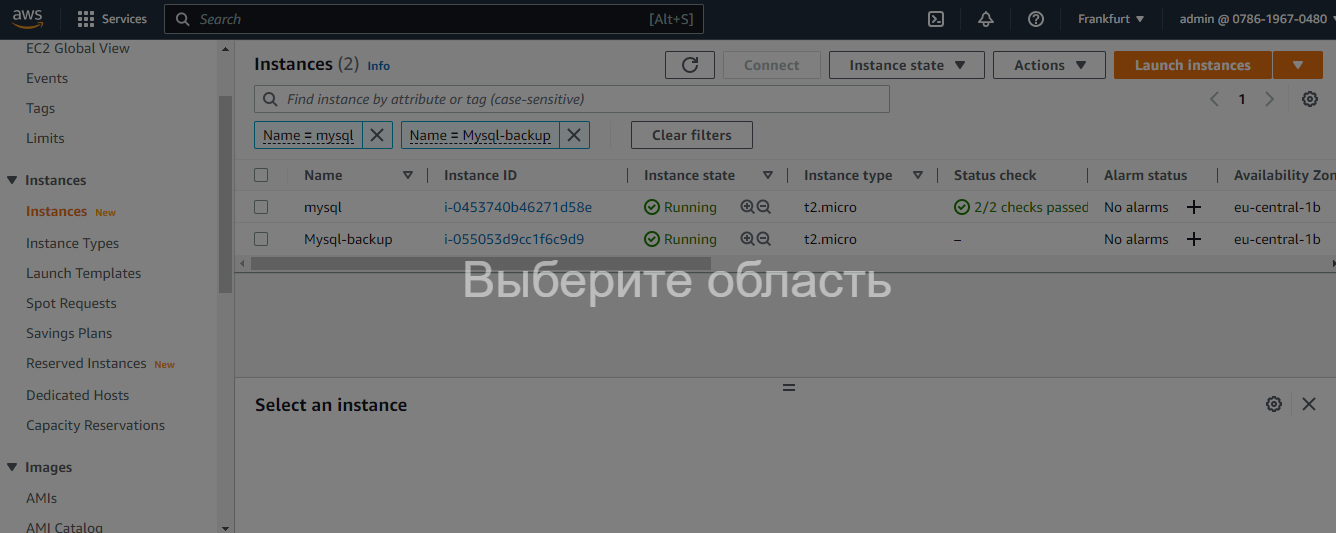 aws Services Search [Alt+S] Frankfurt admin @ 0786-1967-0480
EC2 Global View
Events
Tags
Limits
Instances
Instances New
Instance Types
Launch Templates
Spot Requests
Savings Plans
Reserved Instances New
Dedicated Hosts
Capacity Reservations
Images
AMIs
AMI Catalog
Instances (2) Info Connect Instance state Actions Launch instances
Find instance by attribute or tag (case-sensitive) 1
Name = mysql Name = Mysql-backup Clear filters
Name Instance ID Instance state Instance type Status check Alarm status Availability Zon
mysql i-0453740b46271d58e Running t2.micro 2/2 checks passed No alarms + eu-central-1b
Mysql-backup i-055053d9cc1f6c9d9 Running t2.micro – No alarms + eu-central-1b
Выберите область
Select an instance